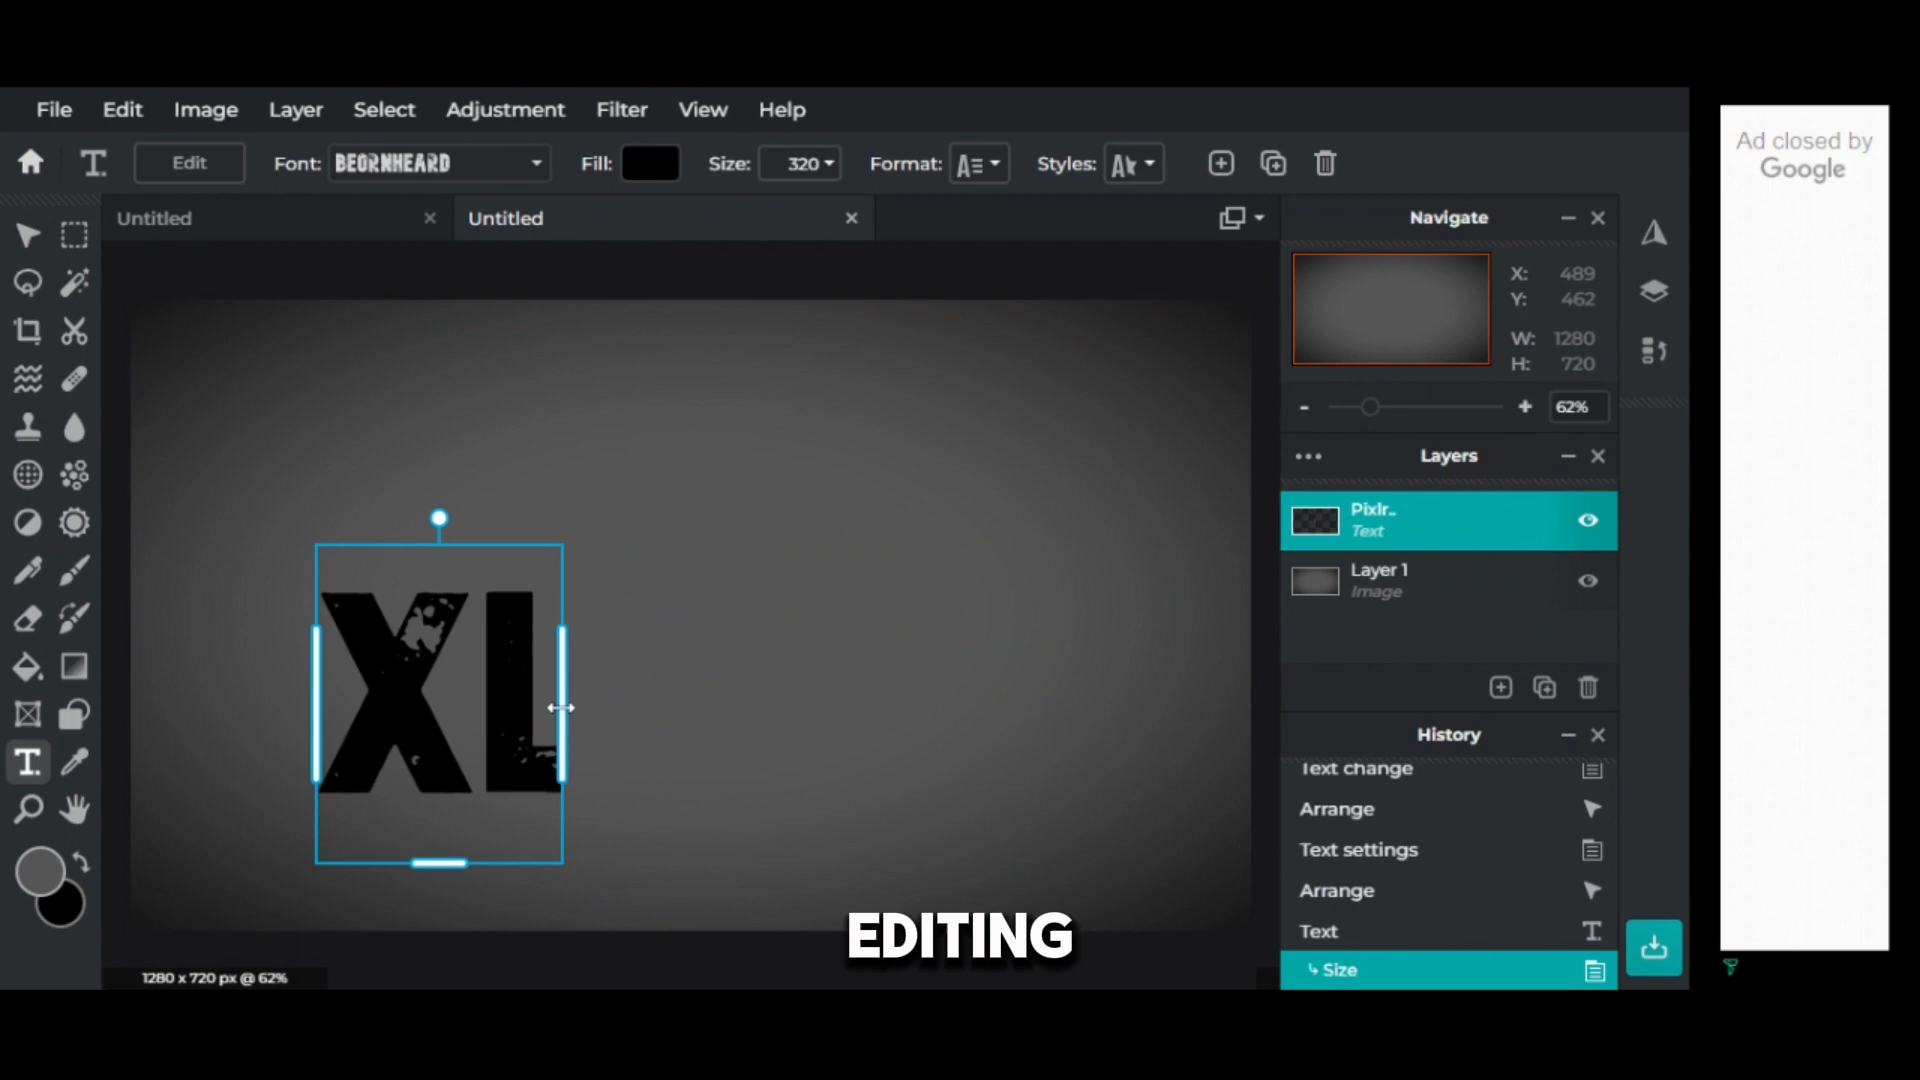 File Edit Image Layer Select Adjustment Filter View Help
Edit Font: BEORNHEARD Fill: Size: 320 Format: Styles:
Untitled Untitled
Navigate
X: 489
Y: 462
W: 1280
H: 720
- + 62%
Layers
Pixlr..
Text
Layer 1
Image
History
Text change
Arrange
Text settings
Arrange
Text
Size
XL
EDITING
1280 x 720 px @ 62%
Ad closed by
Google